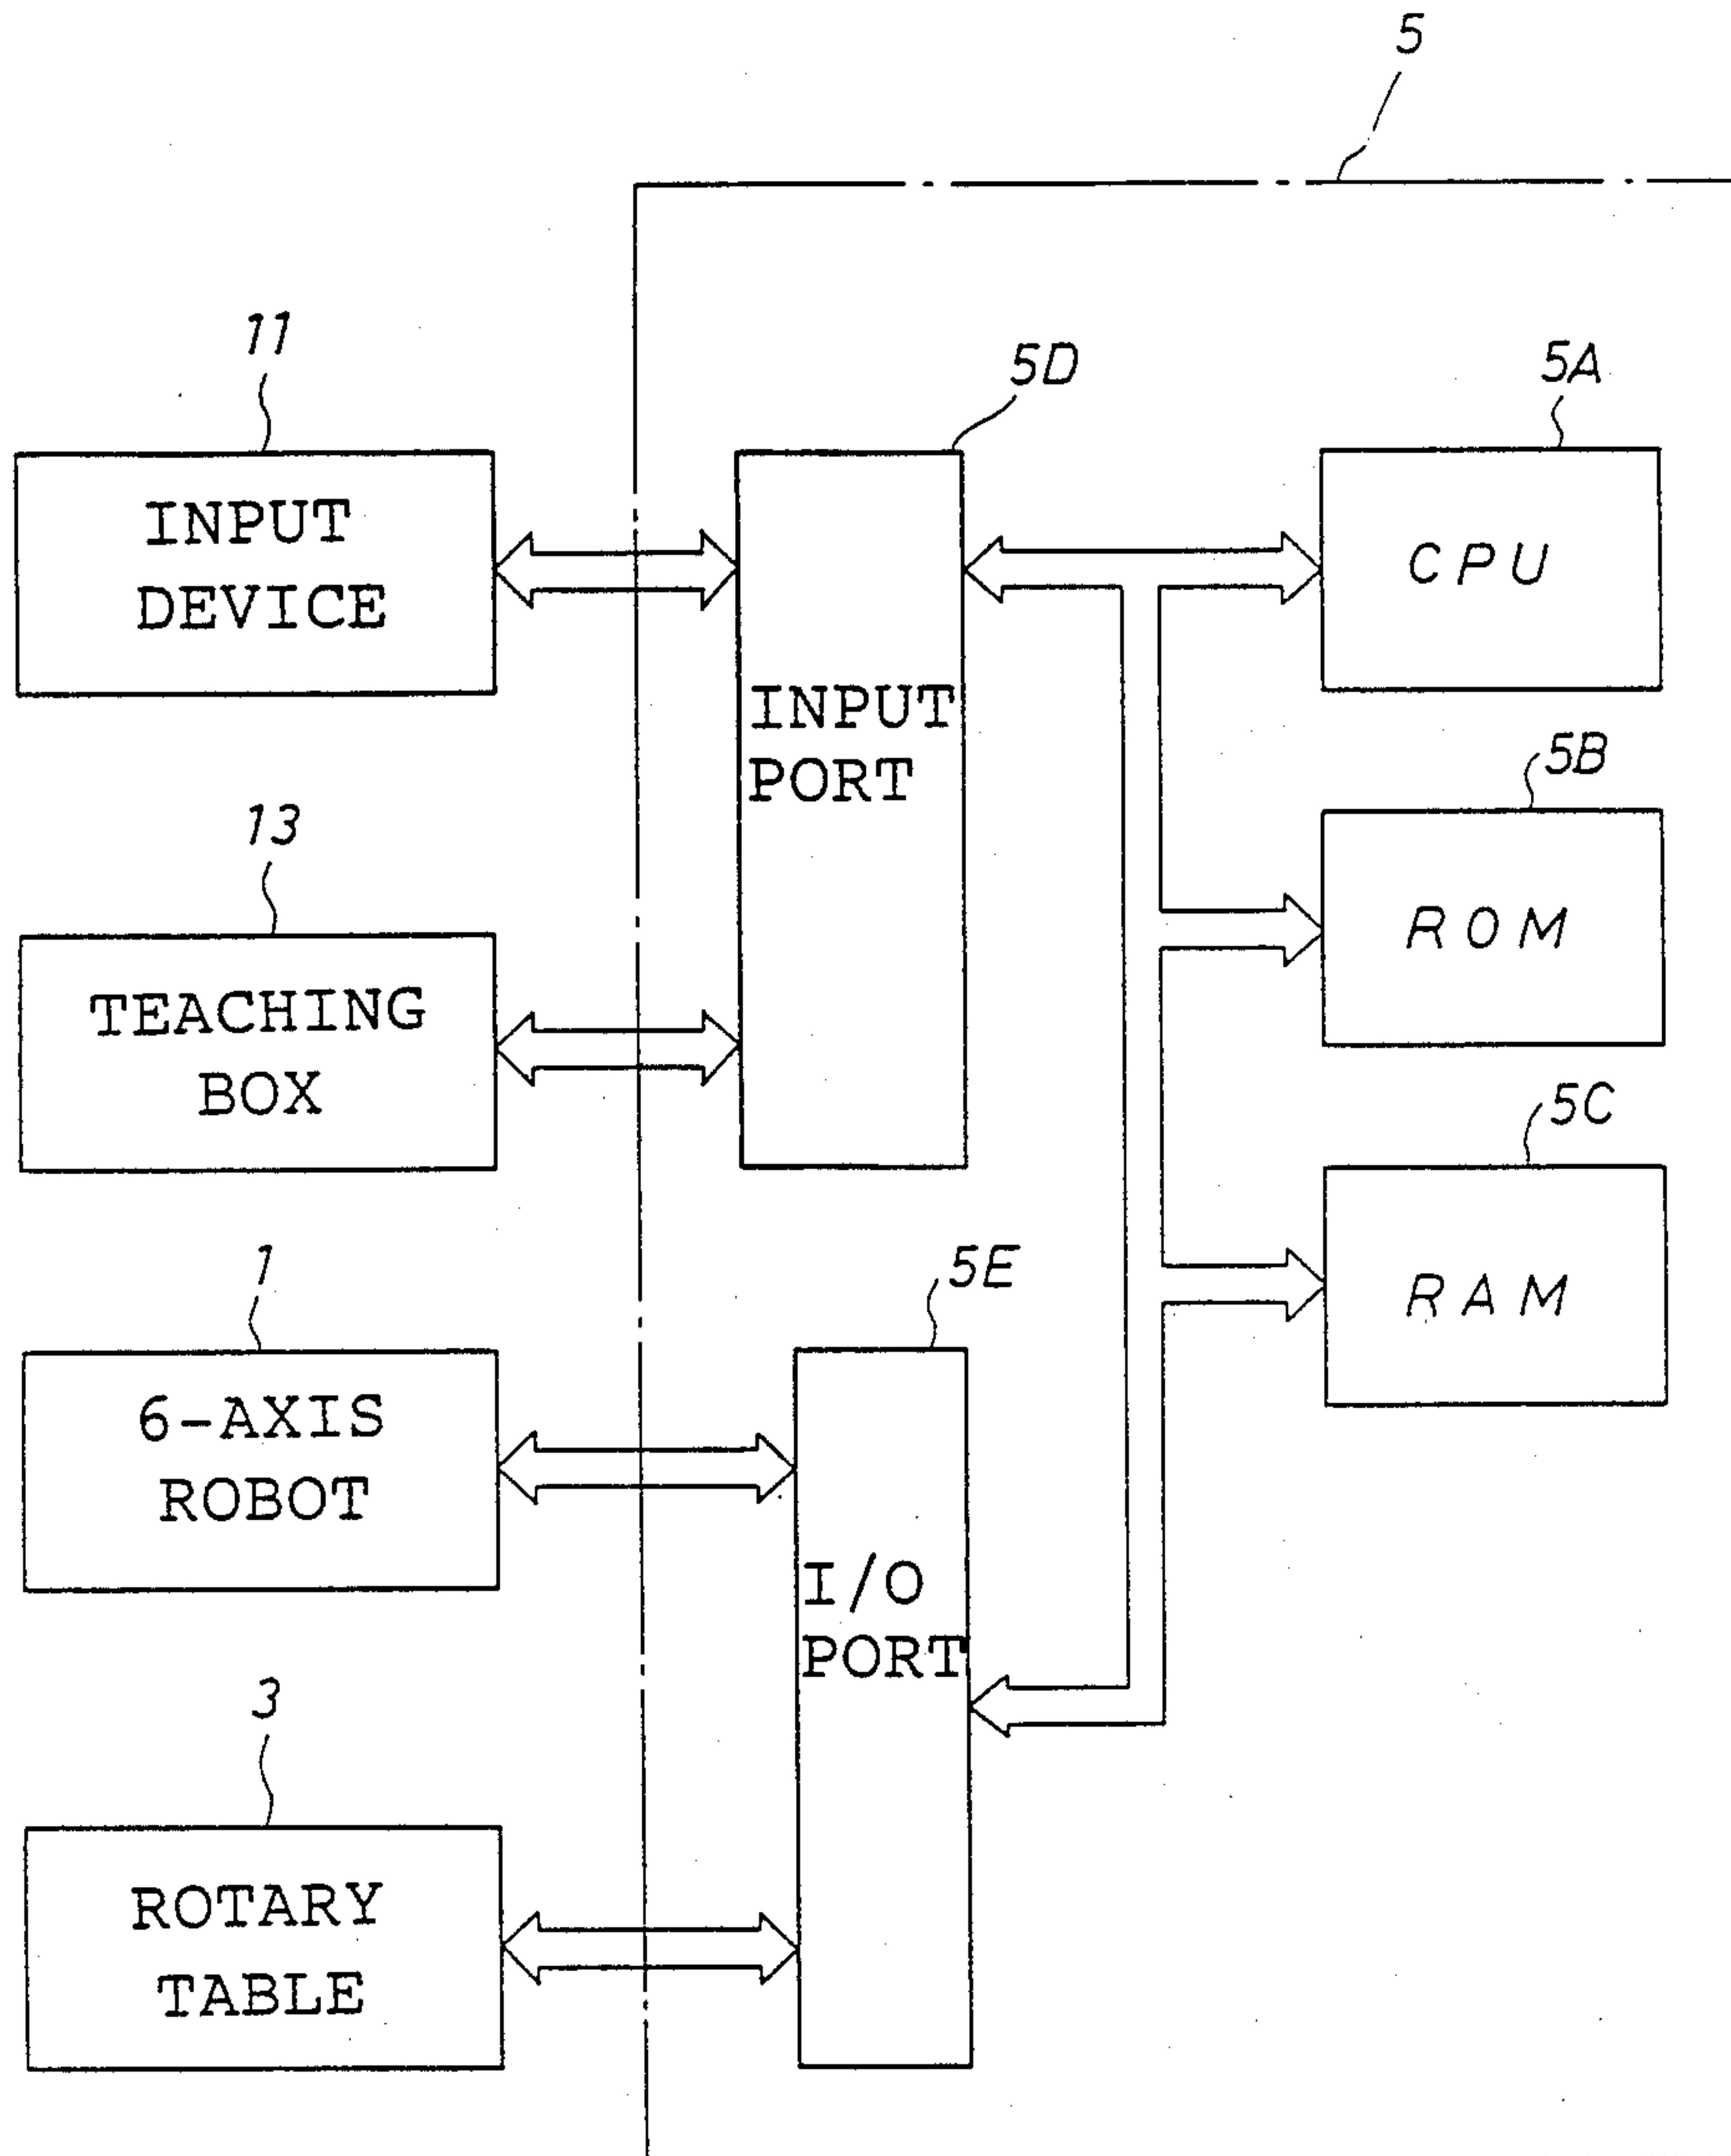 5
11
INPUT
DEVICE
5D
INPUT
PORT
5A
CPU
5B
ROM
13
TEACHING
BOX
5C
RAM
1
6-AXIS
ROBOT
5E
I/O
PORT
3
ROTARY
TABLE